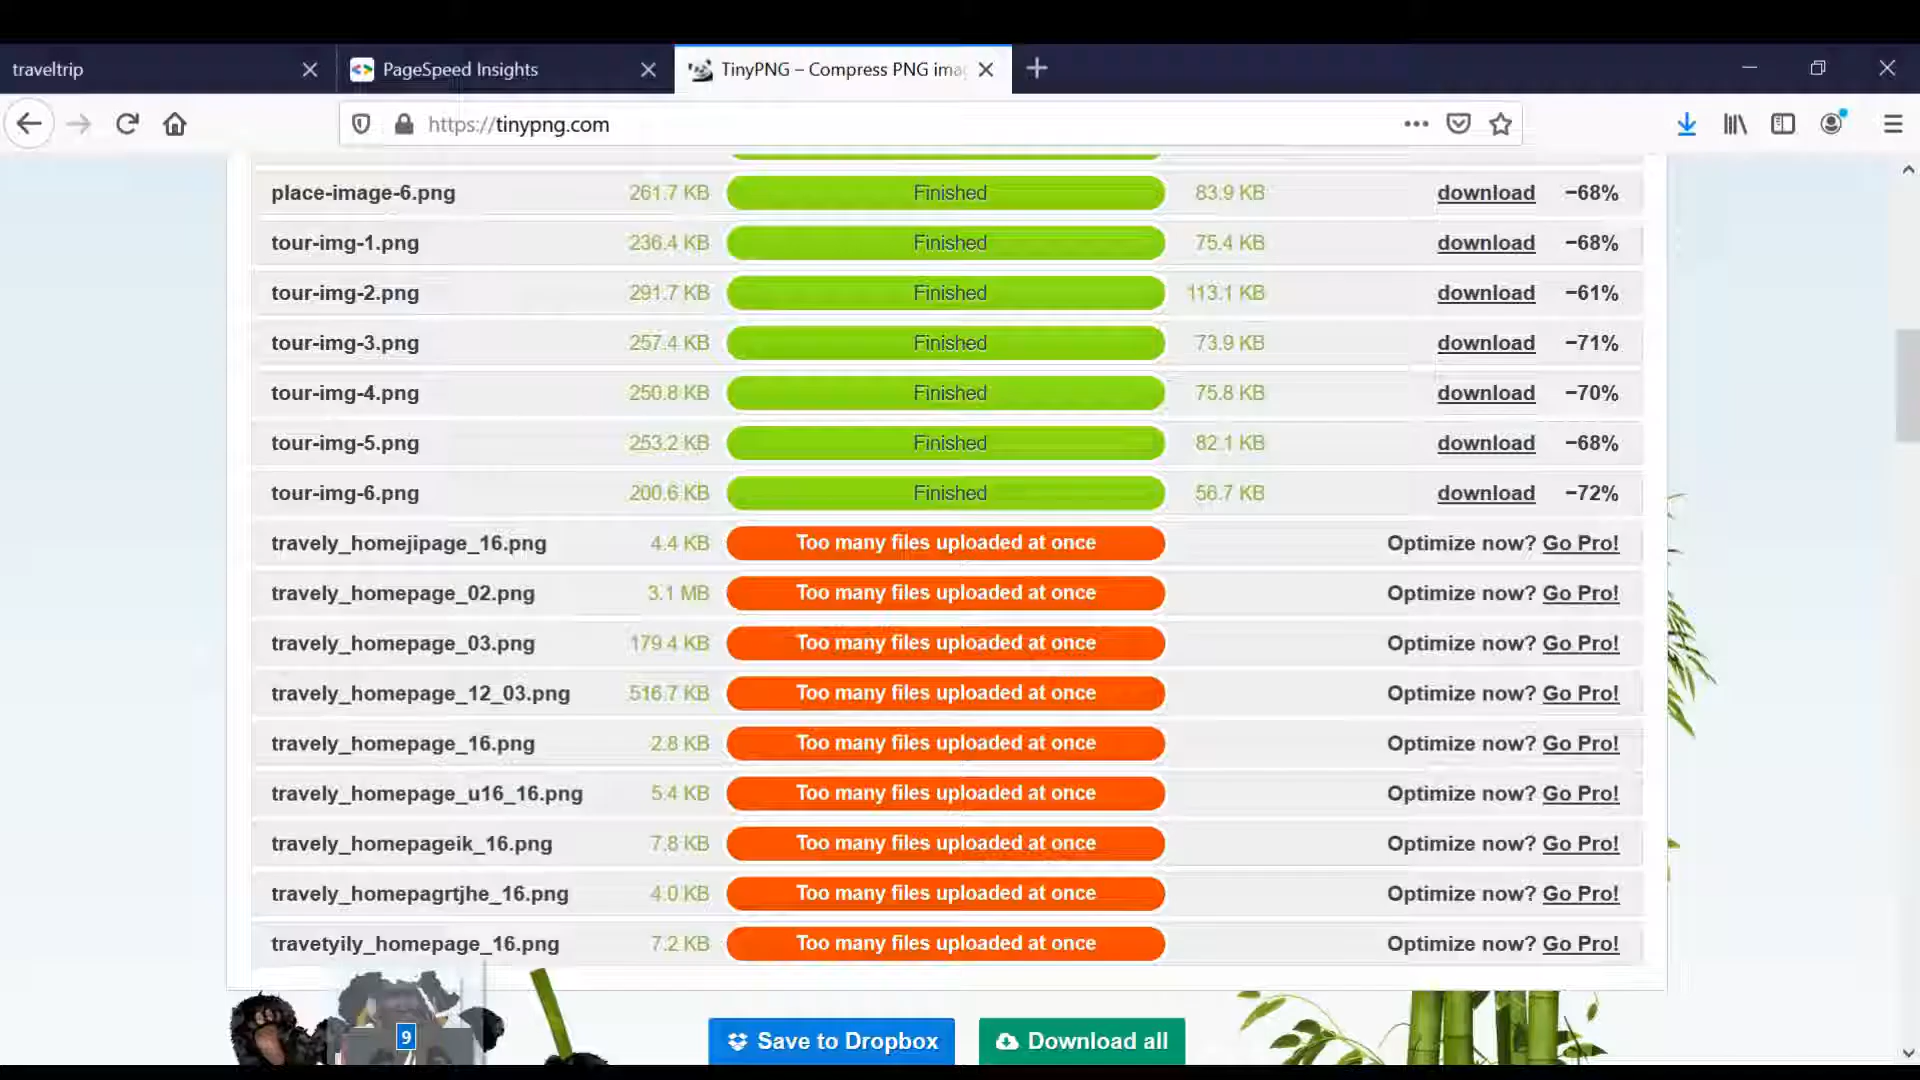 traveltrip
PageSpeed Insights
TinyPNG – Compress PNG ima
https://tinypng.com
place-image-6.png 261.7 KB Finished 83.9 KB download −68%
tour-img-1.png 236.4 KB Finished 75.4 KB download −68%
tour-img-2.png 291.7 KB Finished 113.1 KB download −61%
tour-img-3.png 257.4 KB Finished 73.9 KB download −71%
tour-img-4.png 250.8 KB Finished 75.8 KB download −70%
tour-img-5.png 253.2 KB Finished 82.1 KB download −68%
tour-img-6.png 200.6 KB Finished 56.7 KB download −72%
travely_homejipage_16.png 4.4 KB Too many files uploaded at once Optimize now? Go Pro!
travely_homepage_02.png 3.1 MB Too many files uploaded at once Optimize now? Go Pro!
travely_homepage_03.png 179.4 KB Too many files uploaded at once Optimize now? Go Pro!
travely_homepage_12_03.png 516.7 KB Too many files uploaded at once Optimize now? Go Pro!
travely_homepage_16.png 2.8 KB Too many files uploaded at once Optimize now? Go Pro!
travely_homepage_u16_16.png 5.4 KB Too many files uploaded at once Optimize now? Go Pro!
travely_homepageik_16.png 7.8 KB Too many files uploaded at once Optimize now? Go Pro!
travely_homepagrtjhe_16.png 4.0 KB Too many files uploaded at once Optimize now? Go Pro!
travetyily_homepage_16.png 7.2 KB Too many files uploaded at once Optimize now? Go Pro!
9
Save to Dropbox
Download all